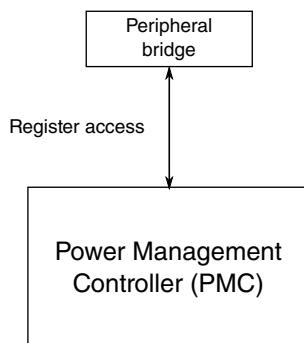 Peripheral
bridge
Register access
Power Management
Controller (PMC)